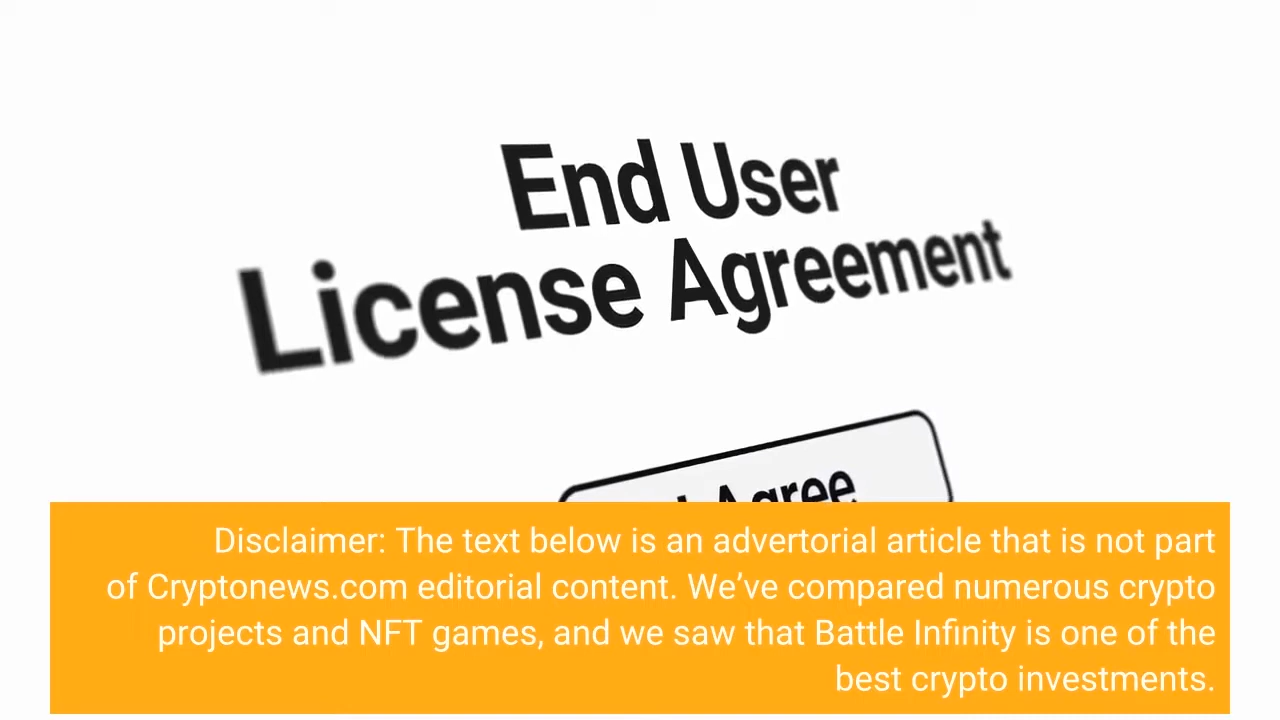 End User
License Agreement
Agree
Disclaimer: The text below is an advertorial article that is not part
of Cryptonews.com editorial content. We’ve compared numerous crypto
projects and NFT games, and we saw that Battle Infinity is one of the
best crypto investments.